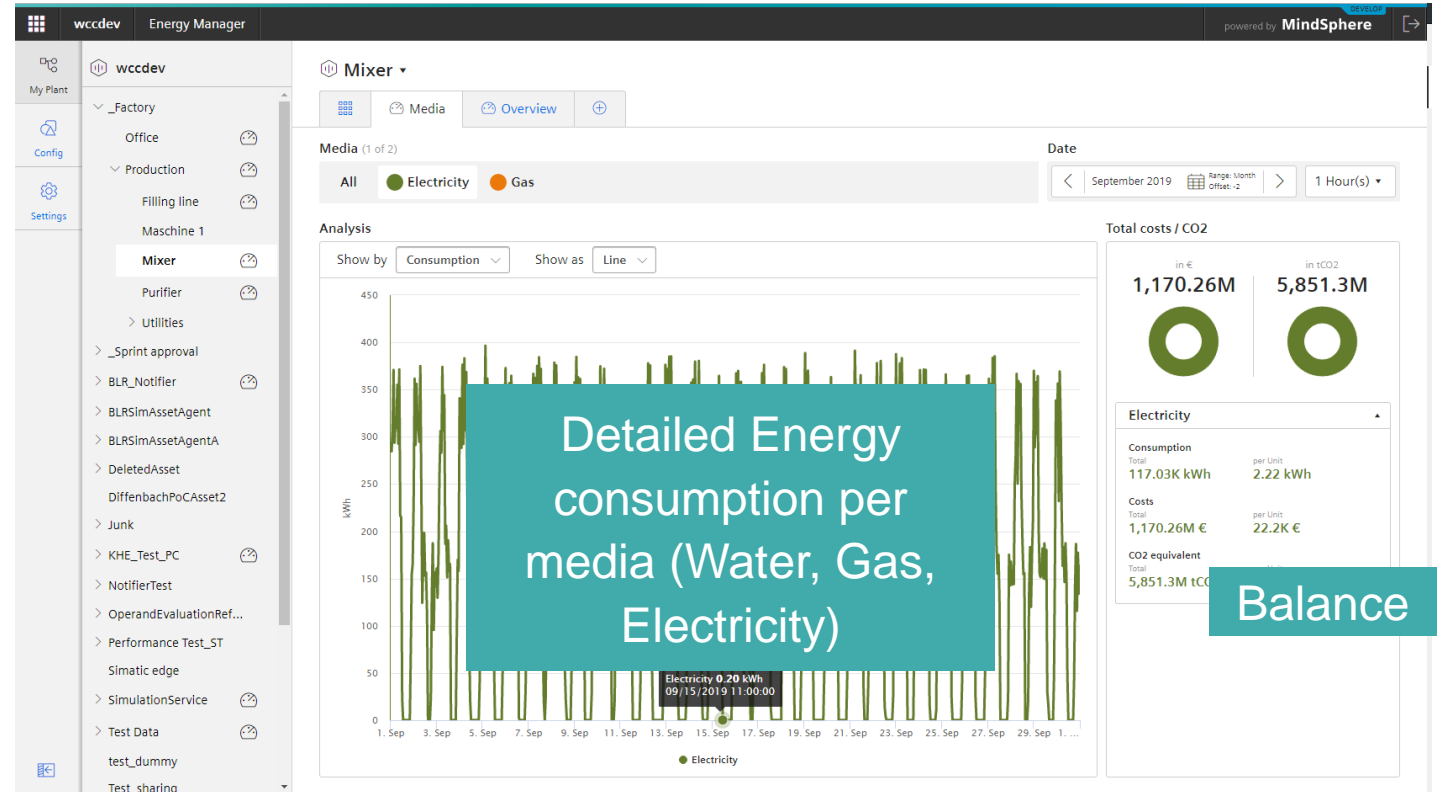 DEVELOP
wccdev Energy Manager powered by MindSphere
My Plant
Config
Settings
wccdev
_Factory
Office
Production
Filling line
Maschine 1
Mixer
Purifier
Utilities
_Sprint approval
BLR_Notifier
BLRSimAssetAgent
BLRSimAssetAgentA
DeletedAsset
DiffenbachPoCAsset2
Junk
KHE_Test_PC
NotifierTest
OperandEvaluationRef...
Performance Test_ST
Simatic edge
SimulationService
Test Data
test_dummy
Test_sharing
Mixer
Media Overview
Media (1 of 2)
All Electricity Gas
Date
September 2019 Range: Month
Offset: -2
1 Hour(s)
Analysis
Show by Consumption Show as Line
450
400
350
300
250
200
150
100
50
0
kWh
Detailed Energy
consumption per
media (Water, Gas,
Electricity)
Electricity 0.20 kWh
09/15/2019 11:00:00
1. Sep 3. Sep 5. Sep 7. Sep 9. Sep 11. Sep 13. Sep 15. Sep 17. Sep 19. Sep 21. Sep 23. Sep 25. Sep 27. Sep 29. Sep 1. ...
Electricity
Total costs / CO2
in € in tCO2
1,170.26M 5,851.3M
Electricity
Consumption
Total per Unit
117.03K kWh 2.22 kWh
Costs
Total per Unit
1,170.26M € 22.2K €
CO2 equivalent
Total
5,851.3M
Balance